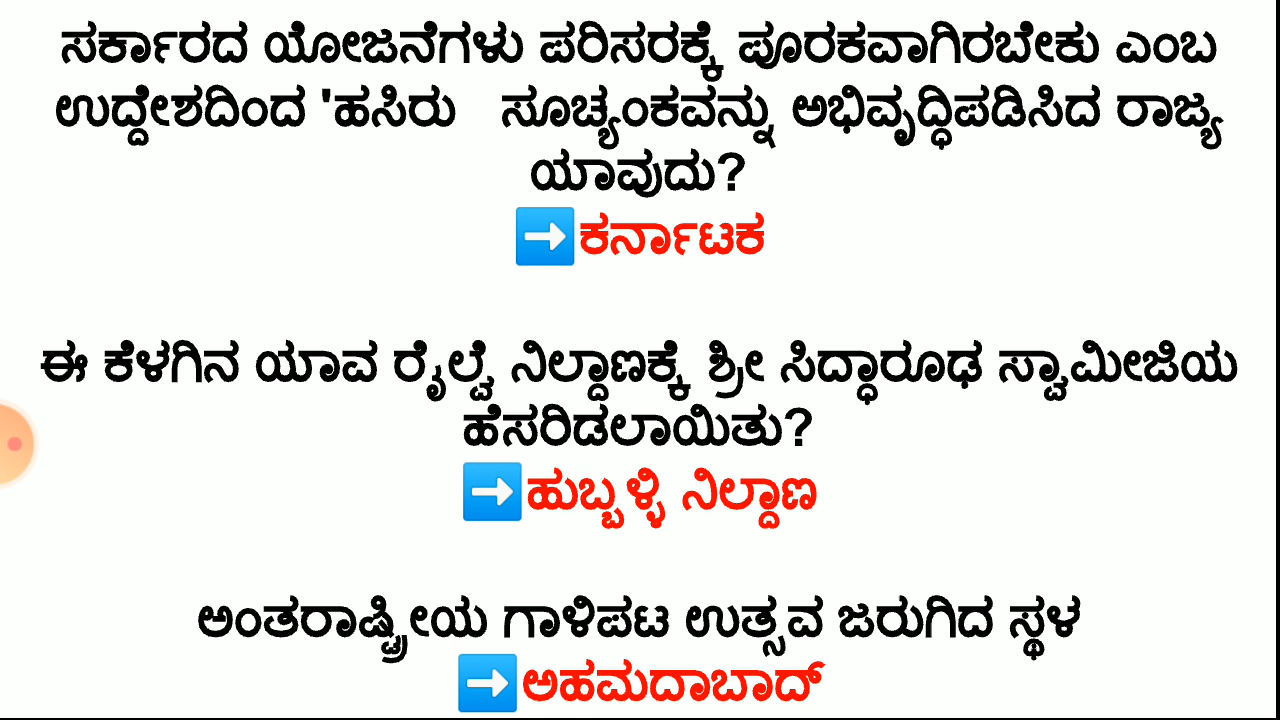 ಸರ್ಕಾರದ ಯೋಜನೆಗಳು ಪರಿಸರಕ್ಕೆ ಪೂರಕವಾಗಿರಬೇಕು ಎಂಬ
ಉದ್ದೇಶದಿಂದ 'ಹಸಿರು ಸೂಚ್ಯಂಕವನ್ನು ಅಭಿವೃದ್ಧಿಪಡಿಸಿದ ರಾಜ್ಯ
ಯಾವುದು?
➡️ಕರ್ನಾಟಕ
ಈ ಕೆಳಗಿನ ಯಾವ ರೈಲ್ವೆ ನಿಲ್ದಾಣಕ್ಕೆ ಶ್ರೀ ಸಿದ್ಧಾರೂಢ ಸ್ವಾಮೀಜಿಯ
ಹೆಸರಿಡಲಾಯಿತು?
➡️ಹುಬ್ಬಳ್ಳಿ ನಿಲ್ದಾಣ
ಅಂತರಾಷ್ಟ್ರೀಯ ಗಾಳಿಪಟ ಉತ್ಸವ ಜರುಗಿದ ಸ್ಥಳ
➡️ಅಹಮದಾಬಾದ್